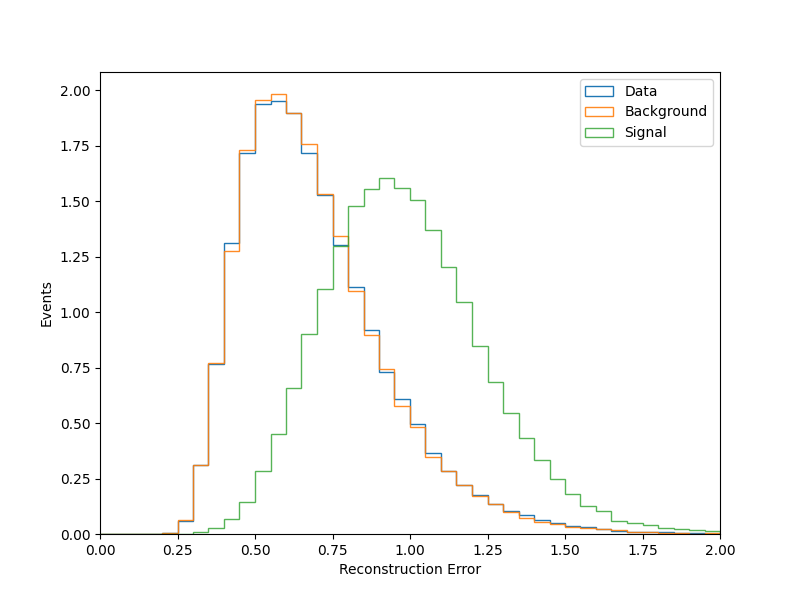 Data
Background
Signal
2.00
1.75
1.50
1.25
1.00
0.75
0.50
0.25
0.00
Events
0.00 0.25 0.50 0.75 1.00 1.25 1.50 1.75 2.00
Reconstruction Error